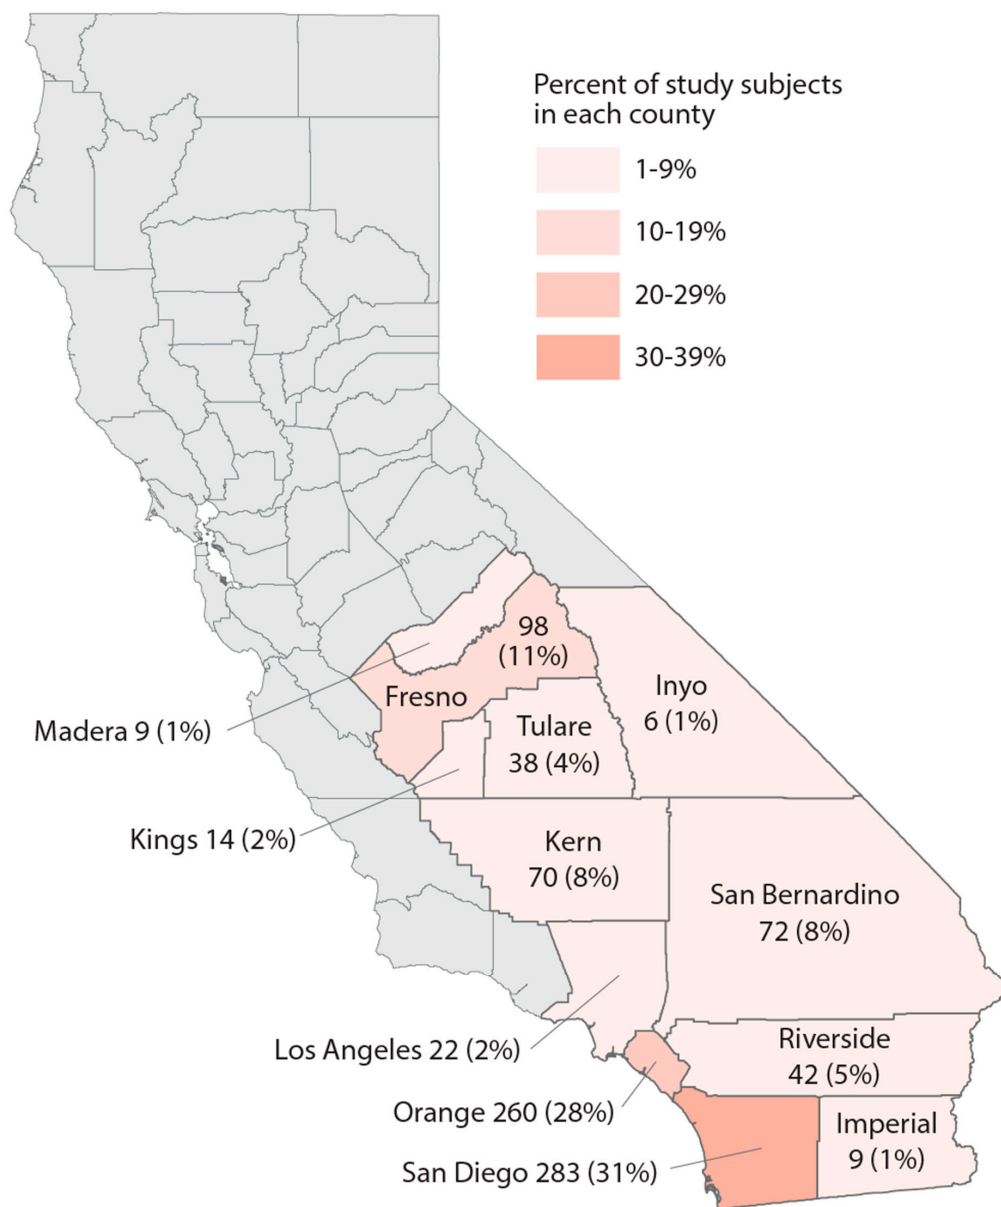 Percent of study subjects
in each county
1-9%
10-19%
20-29%
30-39%
98
(11%)
Fresno
Inyo
6 (1%)
Madera 9 (1%)
Tulare
38 (4%)
Kings 14 (2%)
Kern
70 (8%)
San Bernardino
72 (8%)
Los Angeles 22 (2%)
Riverside
42 (5%)
Orange 260 (28%)
Imperial
9 (1%)
San Diego 283 (31%)